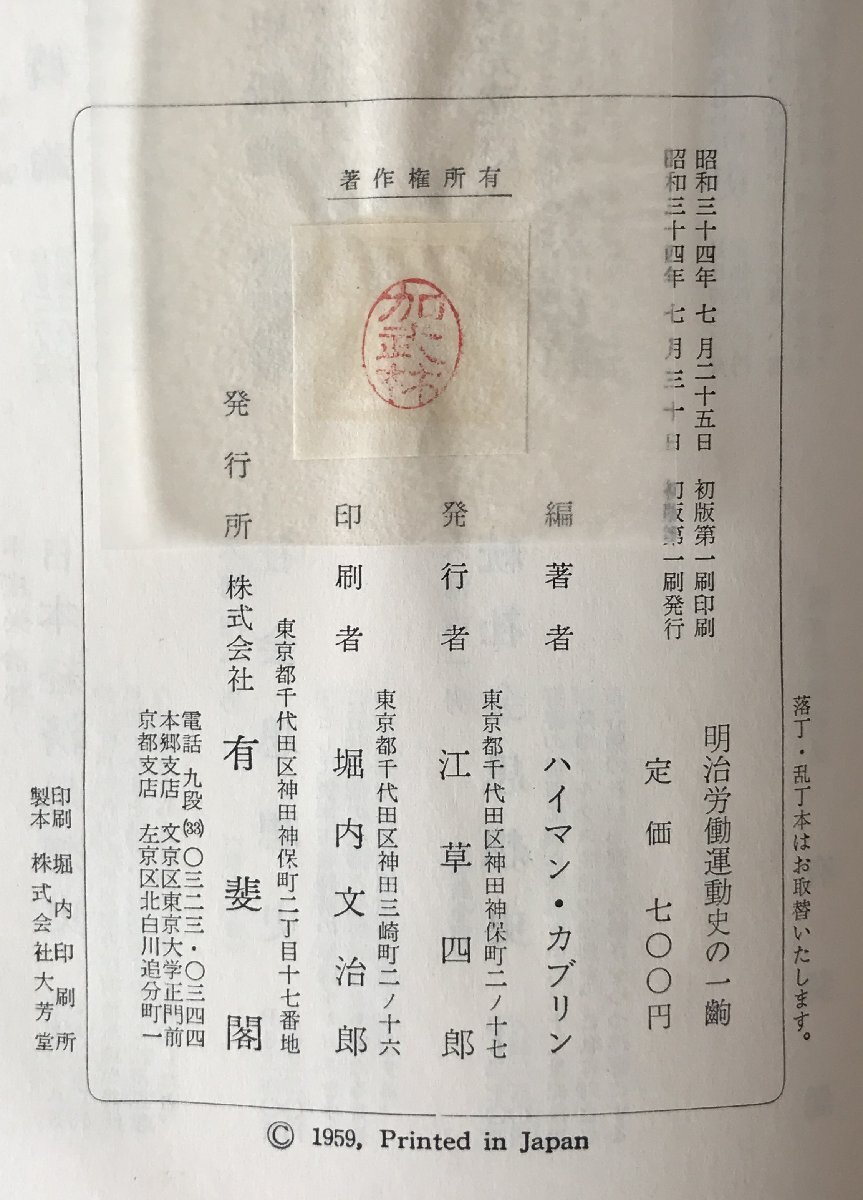 落丁・乱丁本はお取替いたします。
明治労働運動史の一齣
定価 七〇〇円
昭和三十四年 七月二十五日 初版第一刷印刷
昭和三十四年 七月三十日 初版第一刷発行
著作権所有
加武林
編著者 ハイマン・カブリン
東京都千代田区神田神保町二ノ十七
発行者 江草四郎
東京都千代田区神田三崎町二ノ十六
印刷者 堀内文治郎
東京都千代田区神田神保町二丁目十七番地
発行所 株式会社 有斐閣
電話 九段(33)〇三二三・〇三四四
本郷支店 文京区東京大学正門前
京都支店 左京区北白川追分町一
印刷 堀内印刷所
製本 株式会社大芳堂
© 1959, Printed in Japan